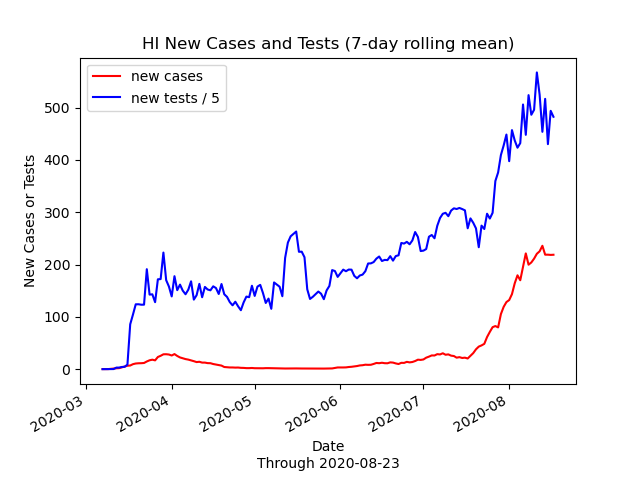 HI New Cases and Tests (7-day rolling mean)
new cases
new tests / 5
New Cases or Tests
500
400
300
200
100
0
2020-03
2020-04
2020-05
2020-06
2020-07
2020-08
Date
Through 2020-08-23